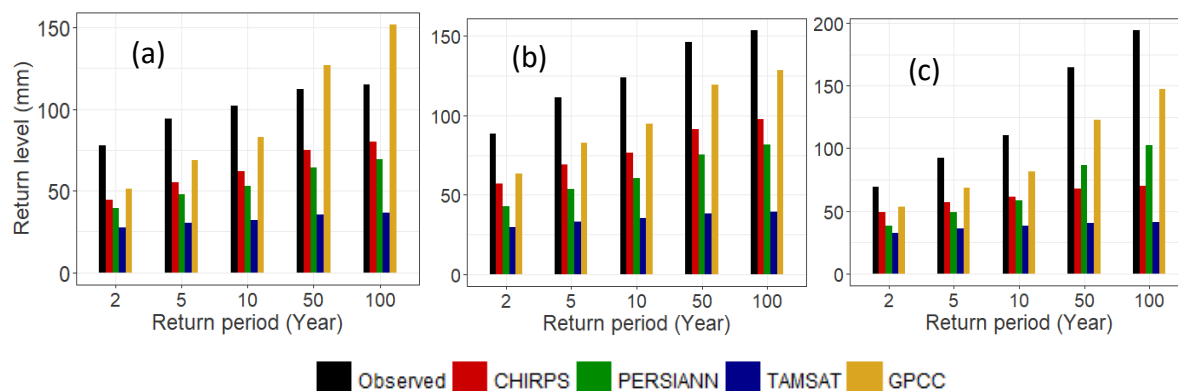 Return level (mm)
(a)
150
100
50
0
2 5 10 50 100
Return period (Year)
(b)
150
100
50
0
2 5 10 50 100
Return period (Year)
(c)
200
150
100
50
0
2 5 10 50 100
Return period (Year)
Observed CHIRPS PERSIANN TAMSAT GPCC